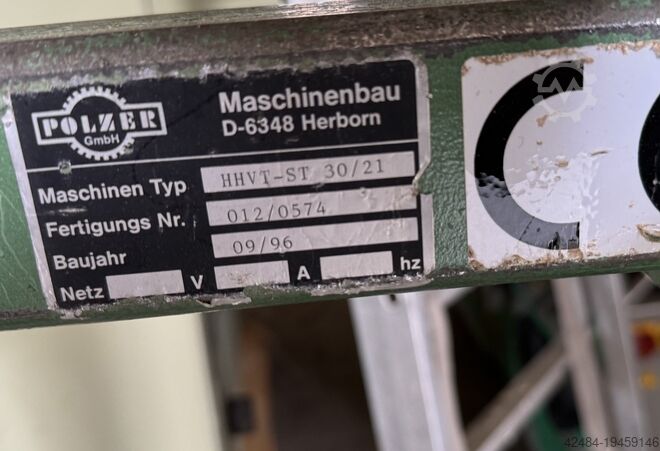 POLZER
GmbH
Maschinenbau
D-6348 Herborn
Maschinen Typ HHVT-ST 30/21
Fertigungs Nr. 012/0574
Baujahr 09/96
Netz V A hz
CE
42484-19459146